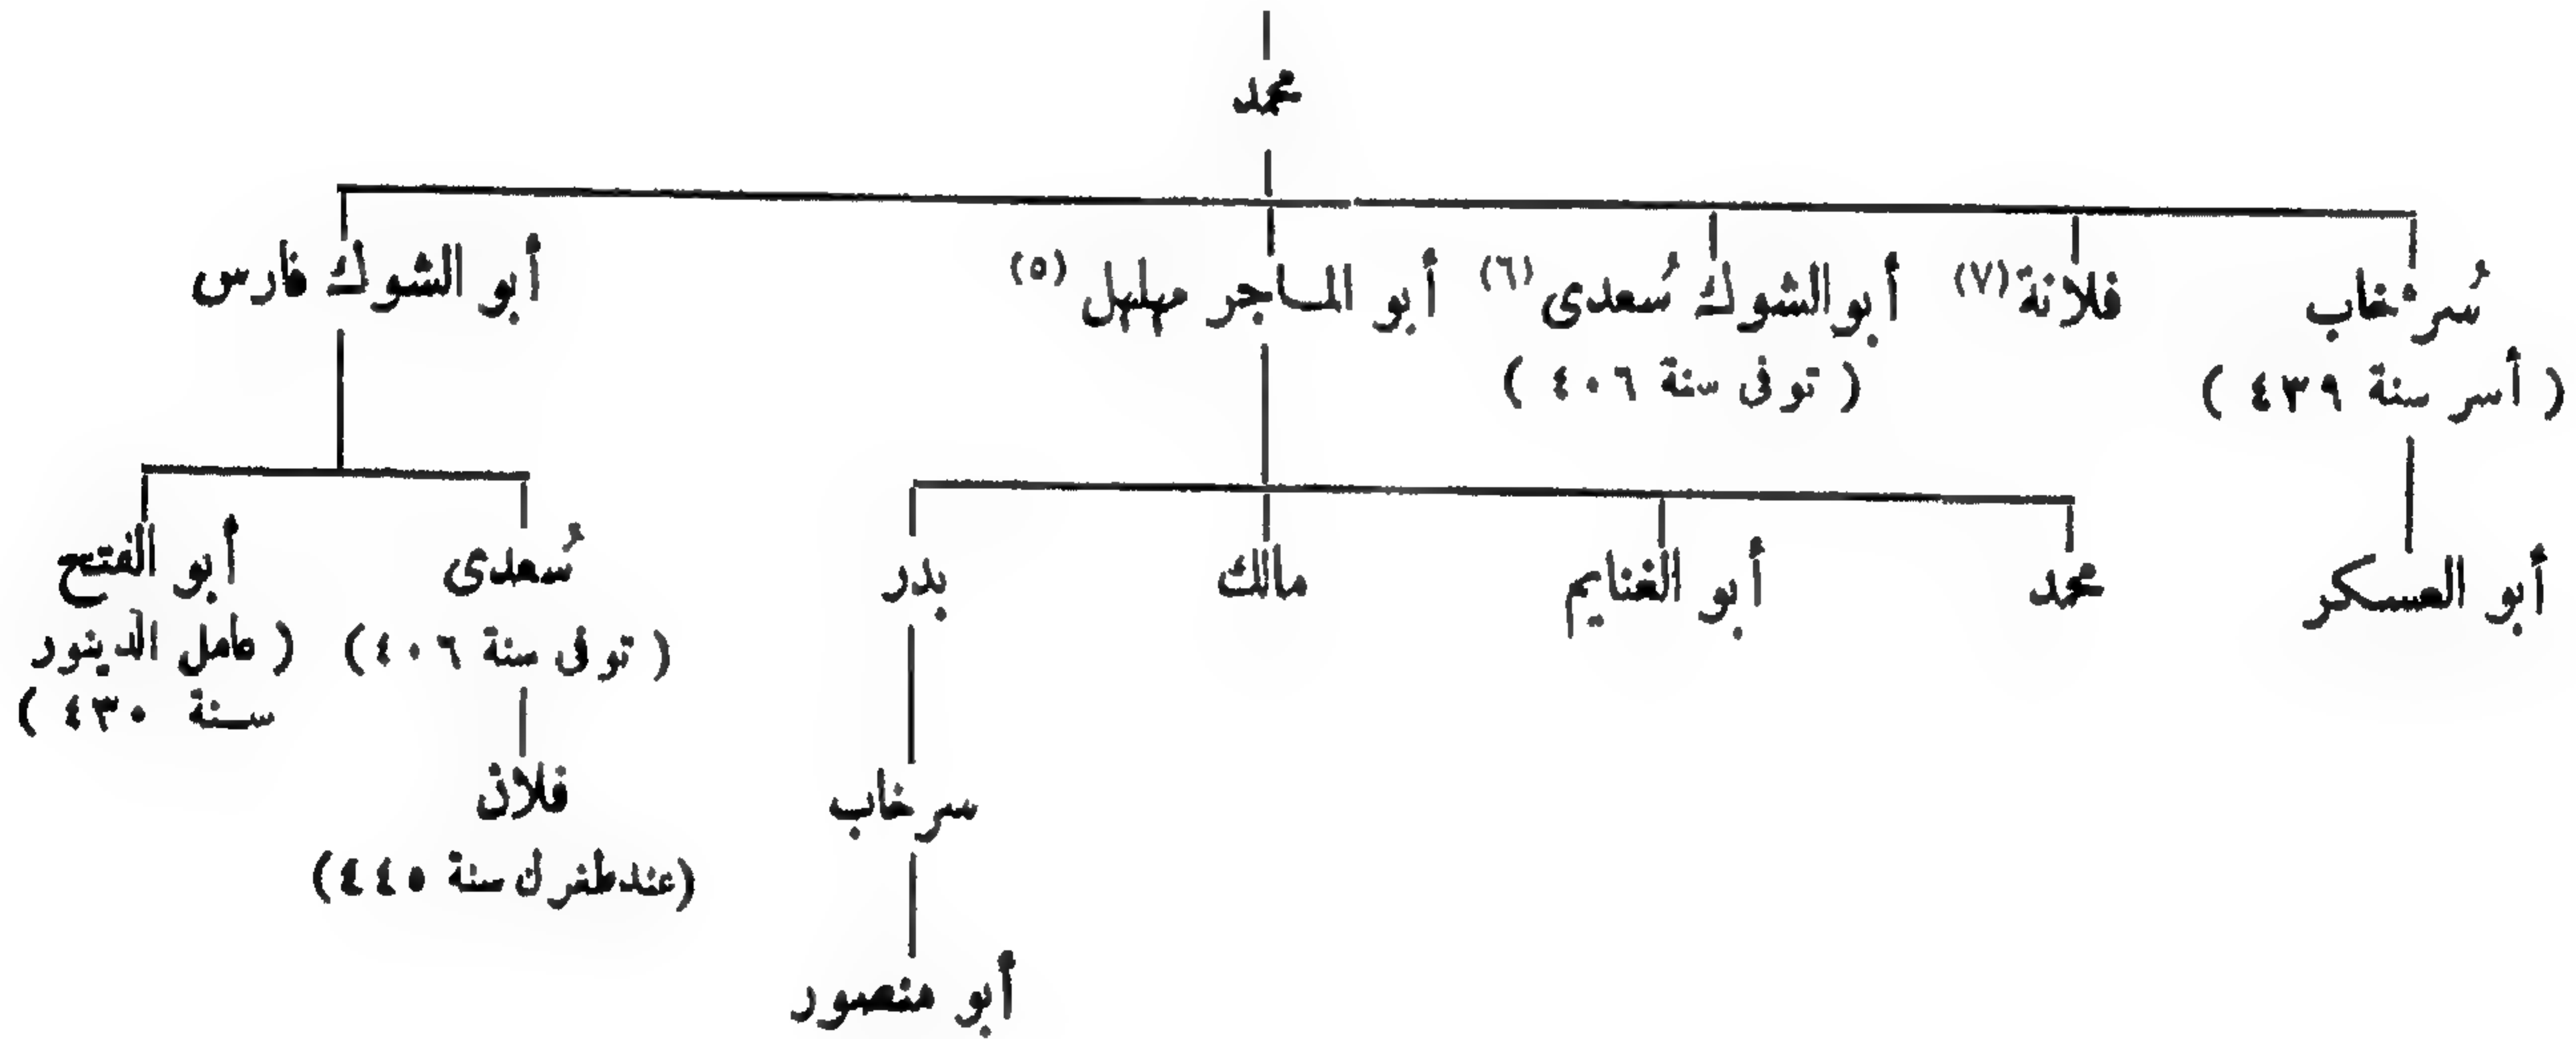 محمد
سُرخاب
فلانة (٧)
أبو الشوك سُعدى (٦)
أبو الماجر مهلهل (٥)
أبو الشوك فارس
( أسر سنة ٤٣٩ )
( توفى سنة ٤٠٦ )
أبو العسكر
محمد
أبو الغنايم
مالك
بدر
سُعدى
( توفى سنة ٤٠٦ )
أبو الفتح
( عامل الدينور
سنة ٤٣٠ )
سرخاب
فلان
(عند طغرك سنة ٤٤٥)
أبو منصور